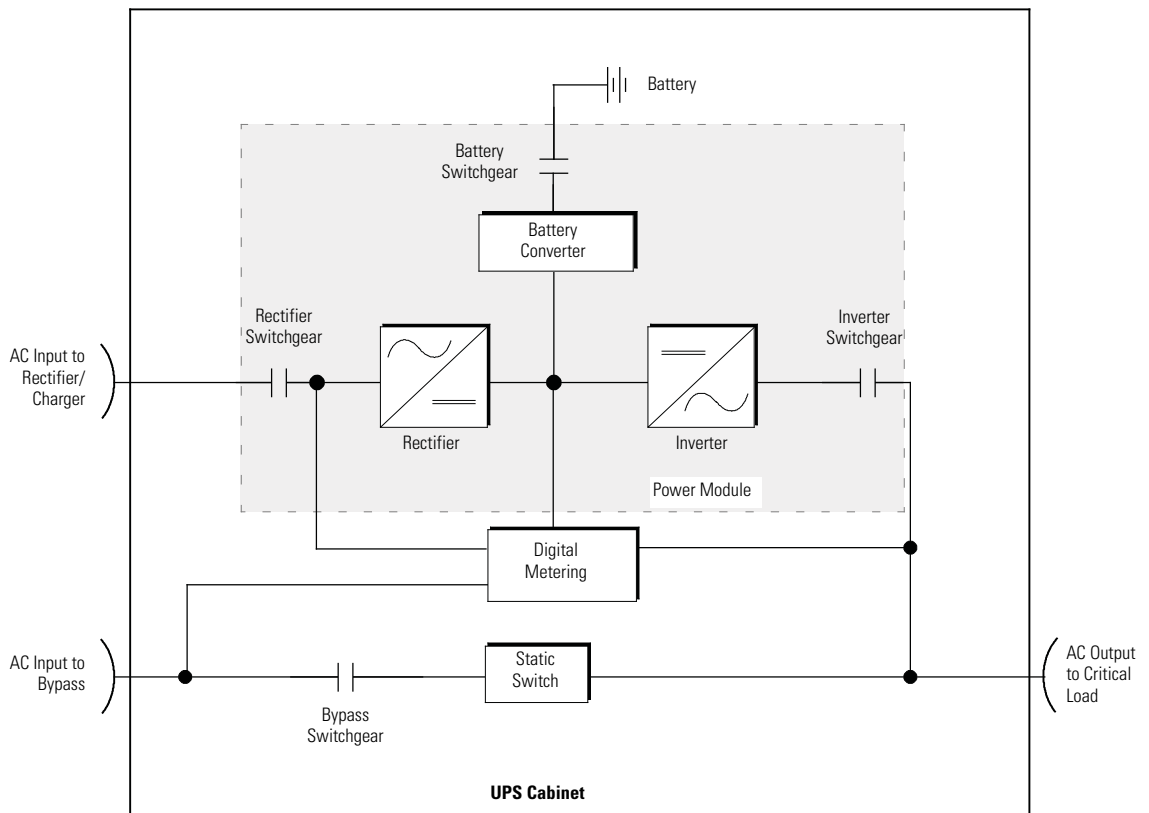 Battery
Battery
Switchgear
Battery
Converter
Rectifier
Switchgear
Inverter
Switchgear
AC Input to
Rectifier/
Charger
Rectifier
Inverter
Power Module
Digital
Metering
AC Input to
Bypass
Static
Switch
AC Output
to Critical
Load
Bypass
Switchgear
UPS Cabinet